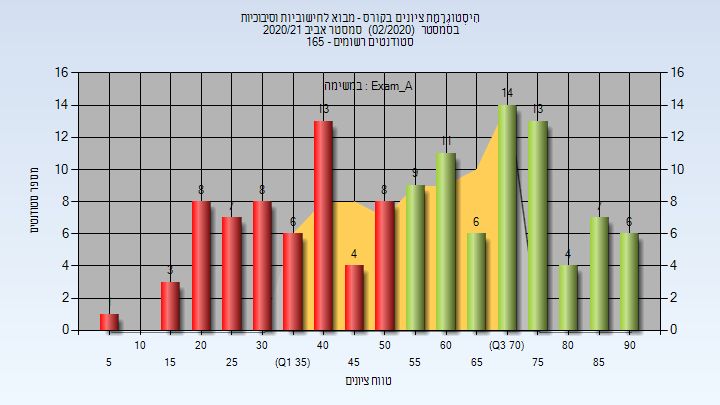 היסטוגרמת ציונים בקורס - מבוא לחישוביות וסיבוכיות
בסמסטר (02/2020) סמסטר אביב 2020/21
סטודנטים רשומים - 165
במשימה : Exam_A
מספר סטודנטים
16 16
14 14
12 12
10 10
8 8
6 6
4 4
2 2
0 0
1 3 8 7 8 6 13 4 8 9 11 6 14 13 4 7 6
10 20 30 40 50 60 (Q3 70) 80 90
5 15 25 (Q1 35) 45 55 65 75 85
טווח ציונים